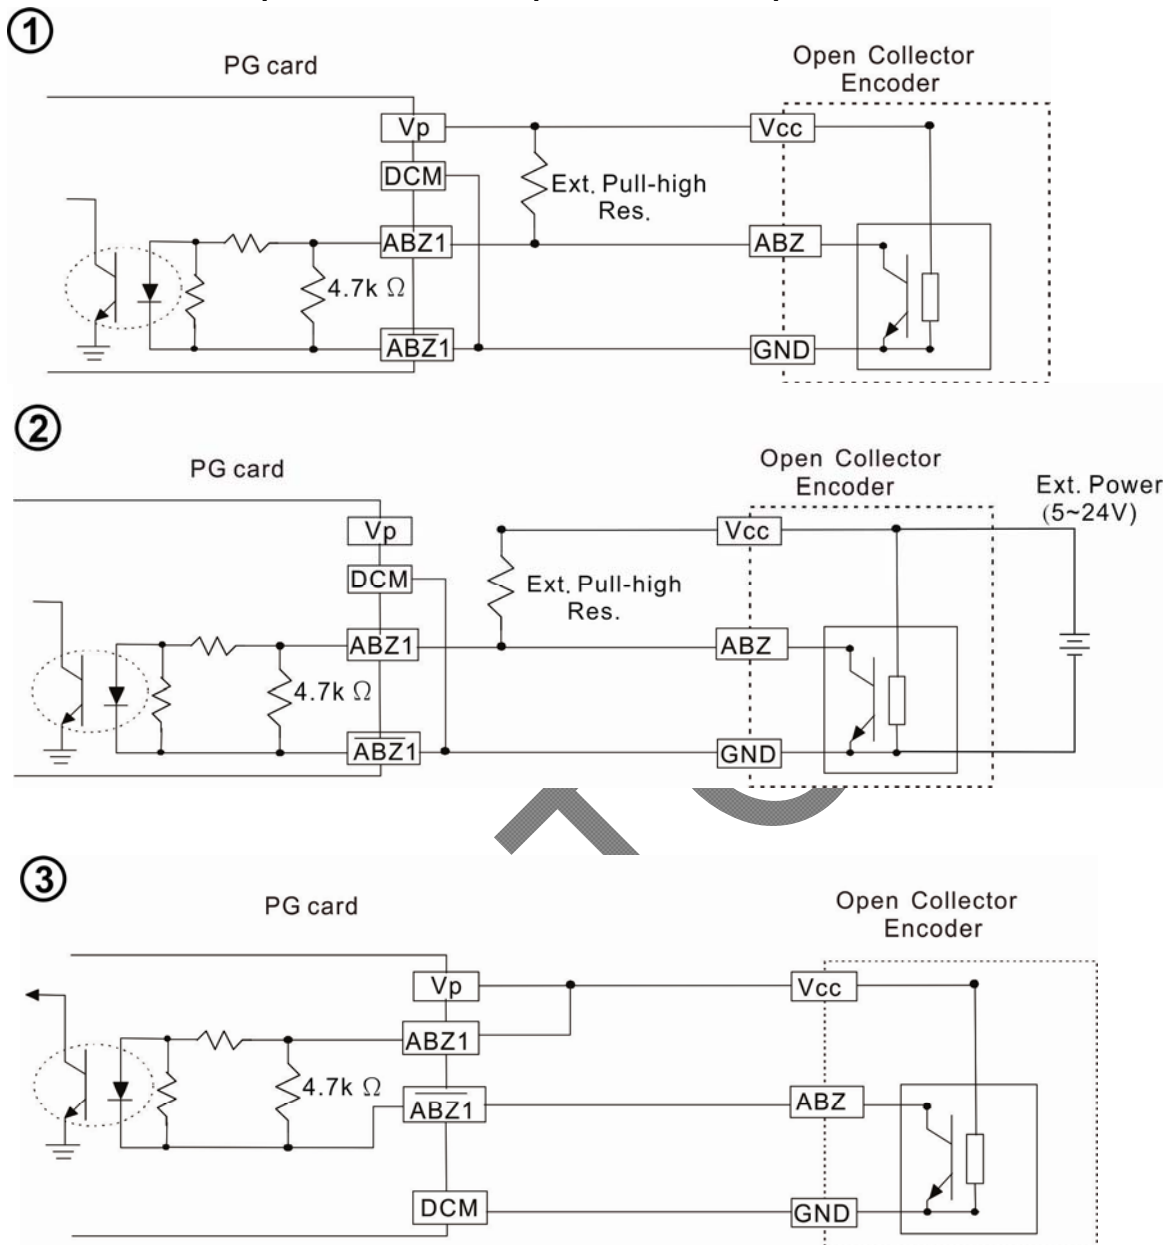 ①
PG card
Open Collector
Encoder
Vp
Vcc
DCM
Ext. Pull-high
Res.
ABZ1
ABZ
4.7k Ω
ABZ1
GND
②
PG card
Open Collector
Encoder
Ext. Power
(5~24V)
Vp
Vcc
DCM
Ext. Pull-high
Res.
ABZ1
ABZ
4.7k Ω
ABZ1
GND
③
PG card
Open Collector
Encoder
Vp
Vcc
ABZ1
4.7k Ω
ABZ1
ABZ
DCM
GND